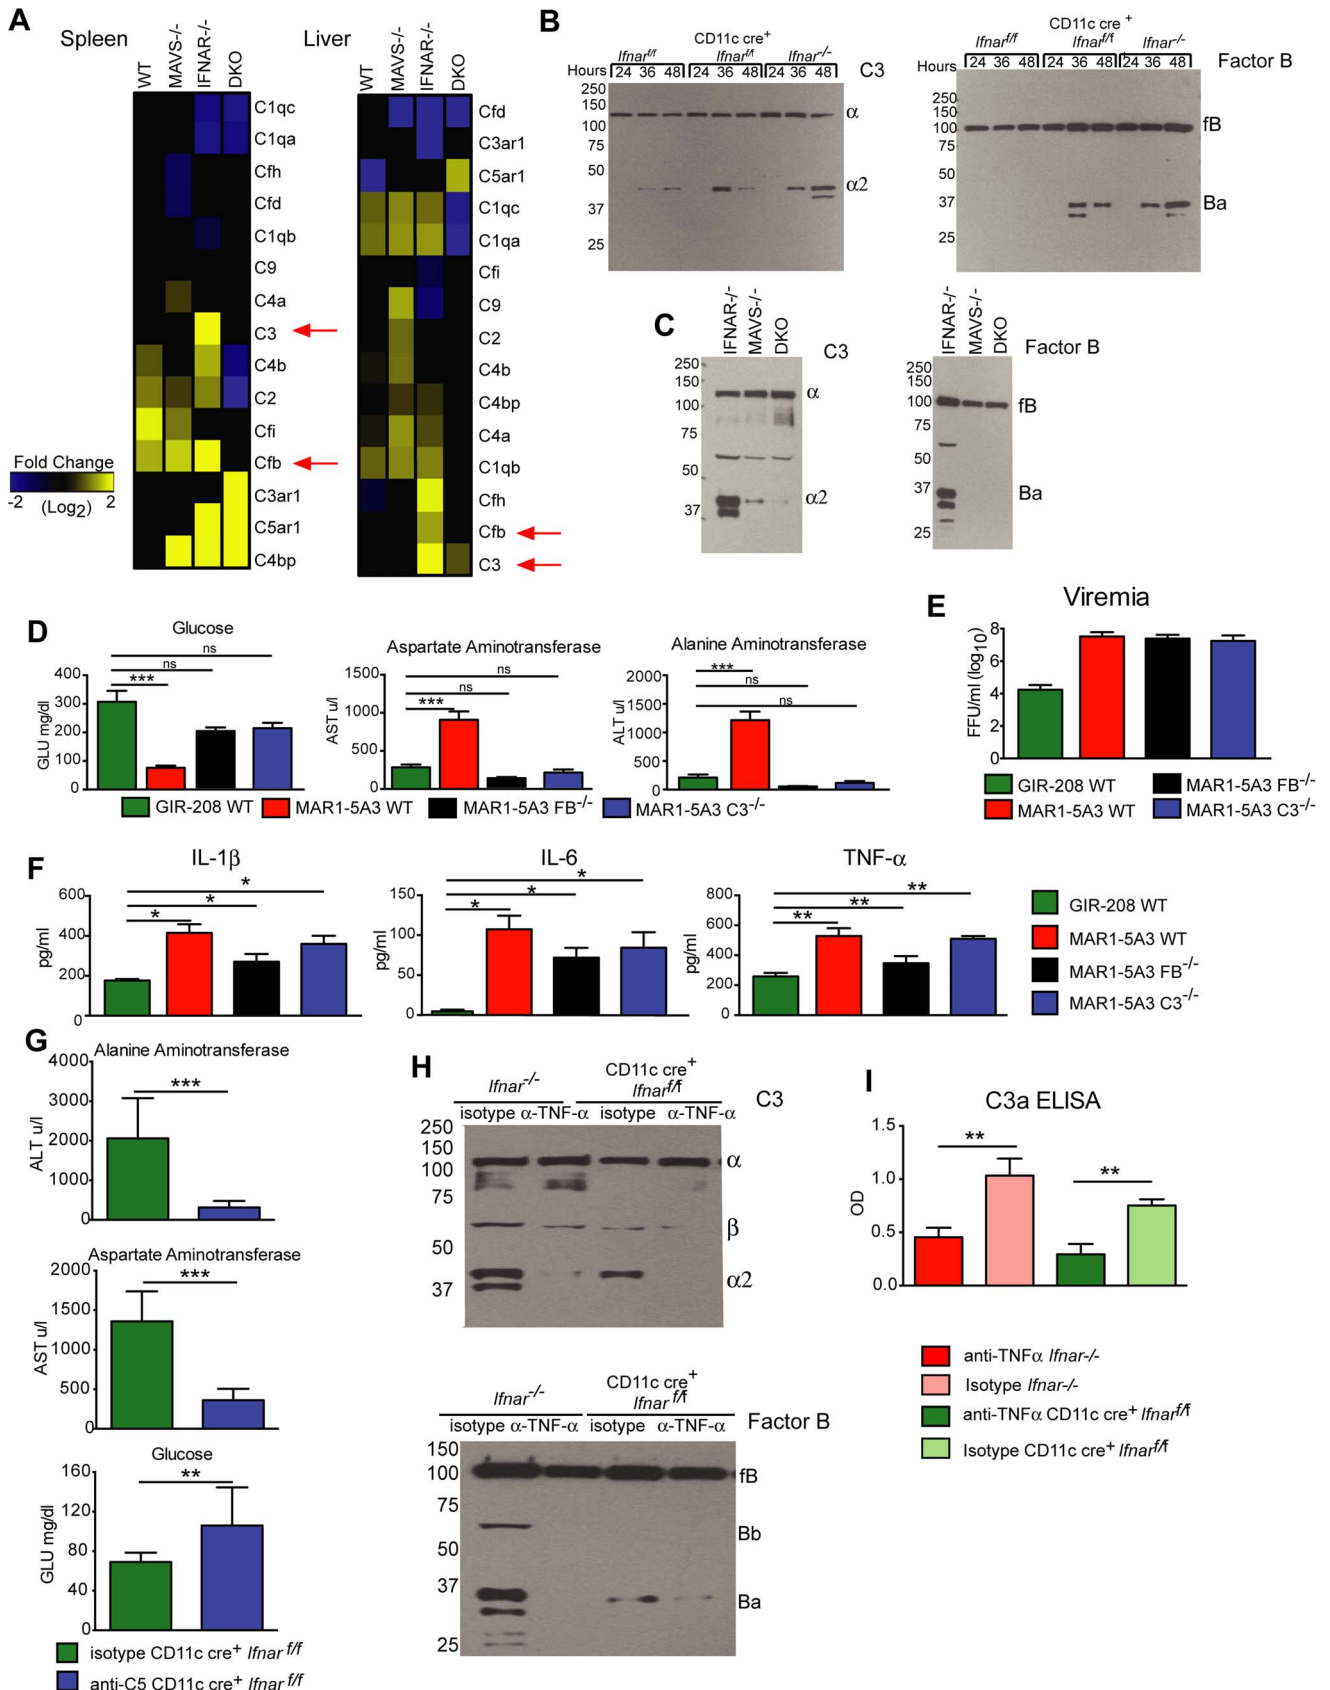 A
Spleen
WT
MAVS-/-
IFNAR-/-
DKO
C1qc
C1qa
Cfh
Cfd
C1qb
C9
C4a
C3
C4b
C2
Cfi
Cfb
C3ar1
C5ar1
C4bp
Fold Change
-2 2
(Log2)
Liver
WT
MAVS-/-
IFNAR-/-
DKO
Cfd
C3ar1
C5ar1
C1qc
C1qa
Cfi
C9
C2
C4b
C4bp
C4a
C1qb
Cfh
Cfb
C3
B
CD11c cre+
Ifnar f/f Ifnar f/f Ifnar-/-
Hours 24 36 48 24 36 48 24 36 48
C3
250
150
100
75
50
37
25
α
α2
CD11c cre +
Ifnar f/f Ifnar f/f Ifnar-/-
Hours 24 36 48 24 36 48 24 36 48
Factor B
250
150
100
75
50
37
25
fB
Ba
C
IFNAR-/-
MAVS-/-
DKO
C3
250
150
100
75
50
37
α
α2
IFNAR-/-
MAVS-/-
DKO
Factor B
250
150
100
75
50
37
25
fB
Ba
D
Glucose
ns
ns
***
GLU mg/dl
400
300
200
100
0
Aspartate Aminotransferase
ns
ns
***
AST u/l
1500
1000
500
0
Alanine Aminotransferase
***
ns
ns
ALT u/l
2000
1500
1000
500
0
GIR-208 WT
MAR1-5A3 WT
MAR1-5A3 FB-/-
MAR1-5A3 C3-/-
E
Viremia
FFU/ml (log10)
8
6
4
2
0
GIR-208 WT
MAR1-5A3 WT
MAR1-5A3 FB-/-
MAR1-5A3 C3-/-
F
IL-1β
*
*
*
pg/ml
600
400
200
0
IL-6
*
*
*
pg/ml
150
100
50
0
TNF-α
**
**
**
pg/ml
800
600
400
200
0
GIR-208 WT
MAR1-5A3 WT
MAR1-5A3 FB-/-
MAR1-5A3 C3-/-
G
Alanine Aminotransferase
***
ALT u/l
4000
3000
2000
1000
0
Aspartate Aminotransferase
***
AST u/l
2000
1500
1000
500
0
Glucose
**
GLU mg/dl
160
120
80
40
0
isotype CD11c cre+ Ifnar f/f
anti-C5 CD11c cre+ Ifnar f/f
H
Ifnar-/-
CD11c cre+
Ifnar f/f
isotype α-TNF-α isotype α-TNF-α
C3
250
150
100
75
50
37
α
β
α2
Ifnar-/-
CD11c cre+
Ifnar f/f
isotype α-TNF-α isotype α-TNF-α
Factor B
150
100
75
50
37
25
fB
Bb
Ba
I
C3a ELISA
**
**
OD
1.5
1.0
0.5
0.0
anti-TNFα Ifnar-/-
Isotype Ifnar-/-
anti-TNFα CD11c cre+ Ifnar f/f
Isotype CD11c cre+ Ifnar f/f